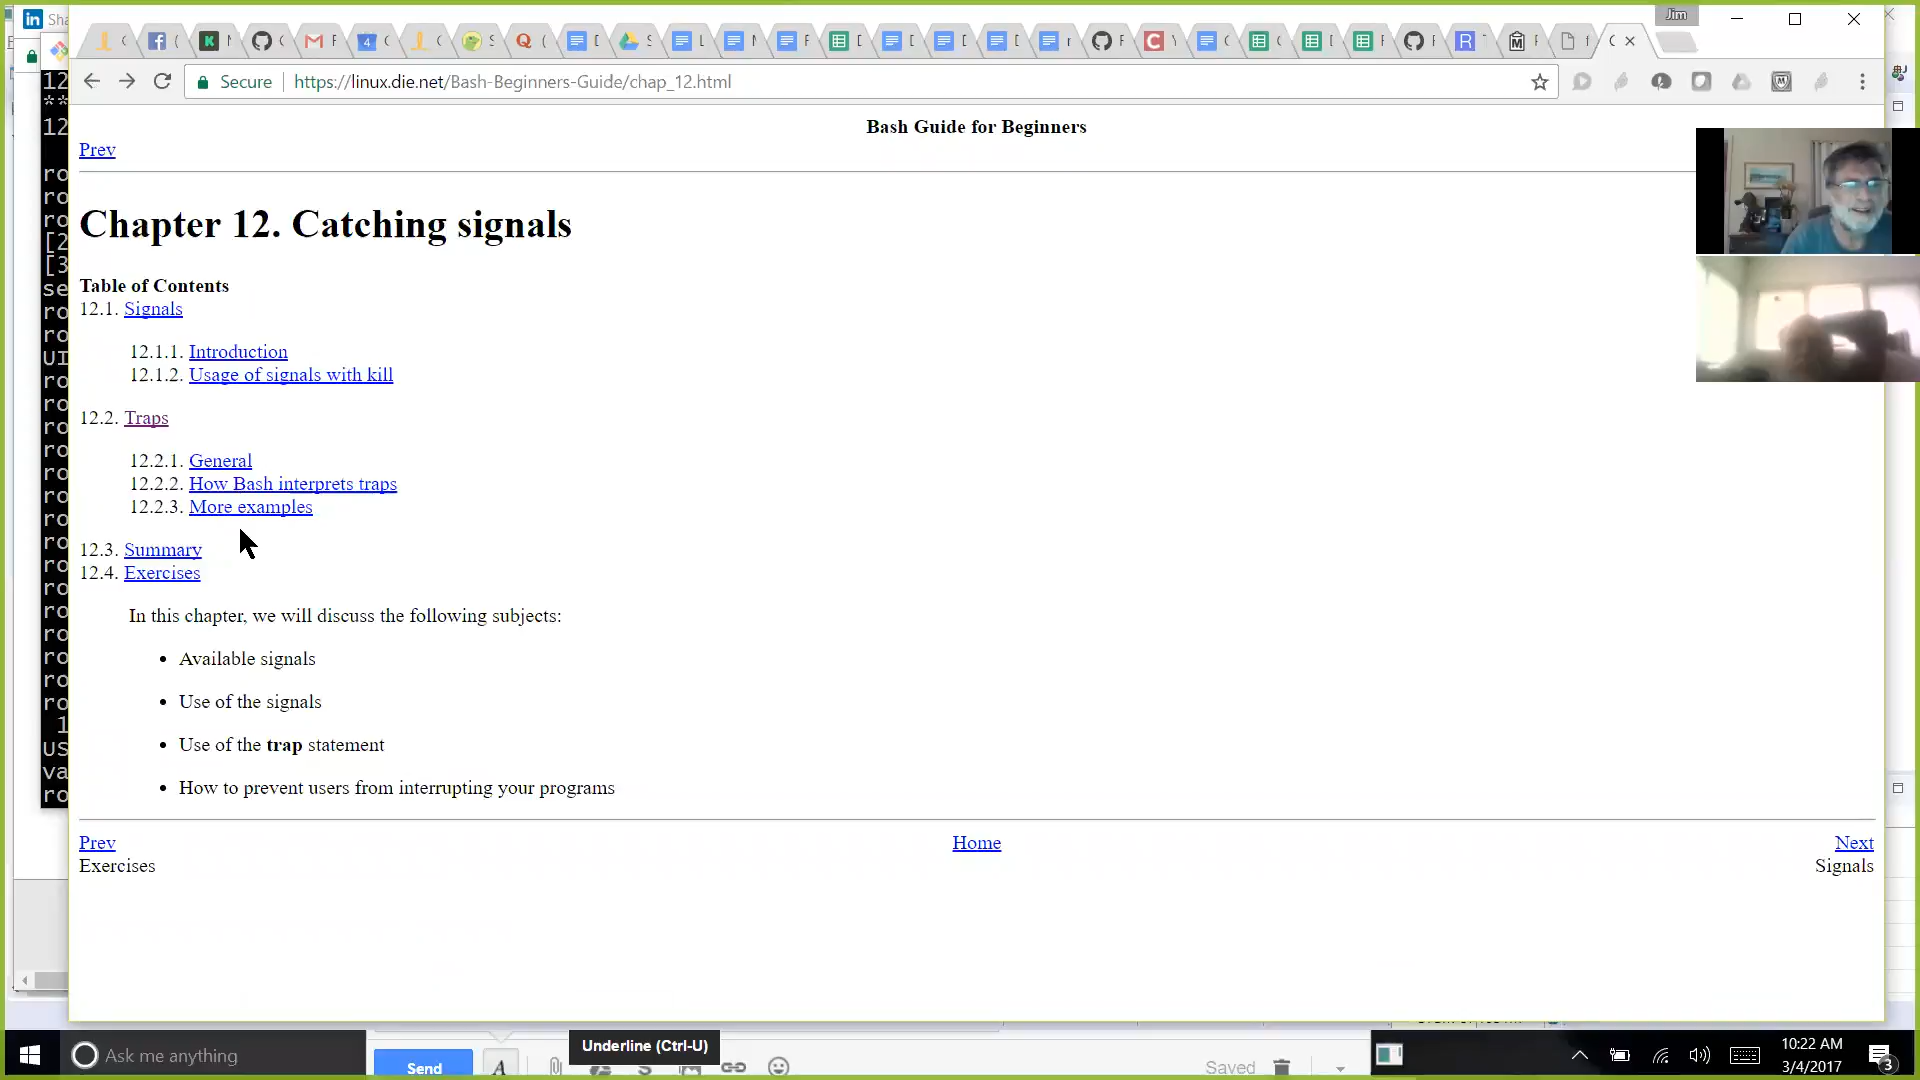 Sha
Jim
Secure
https://linux.die.net/Bash-Beginners-Guide/chap_12.html
Bash Guide for Beginners
Prev
Chapter 12. Catching signals
Table of Contents
12.1. Signals
12.1.1. Introduction
12.1.2. Usage of signals with kill
12.2. Traps
12.2.1. General
12.2.2. How Bash interprets traps
12.2.3. More examples
12.3. Summary
12.4. Exercises
In this chapter, we will discuss the following subjects:
• Available signals
• Use of the signals
• Use of the trap statement
• How to prevent users from interrupting your programs
Prev Home Next
Exercises Signals
Underline (Ctrl-U)
Ask me anything
Send
Saved
10:22 AM
3/4/2017
3